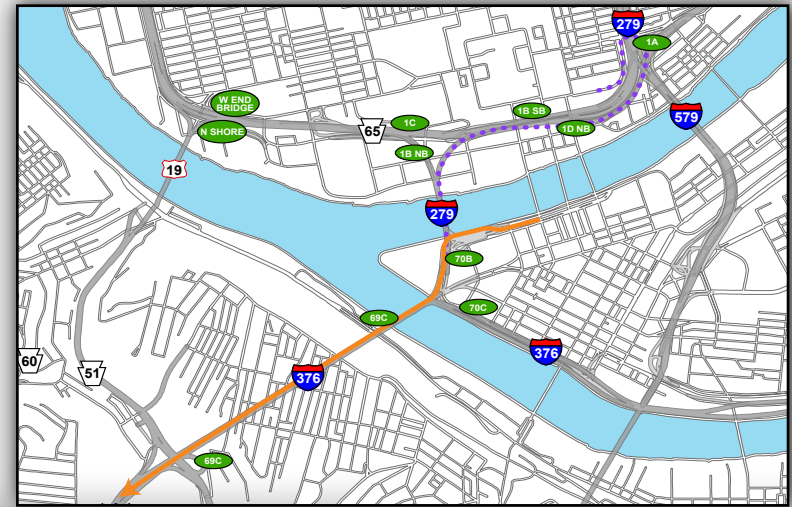 279
1A
W END
BRIDGE
1B SB
579
1C
1D NB
N SHORE
65
1B NB
19
279
70B
70C
69C
376
60
376
51
69C